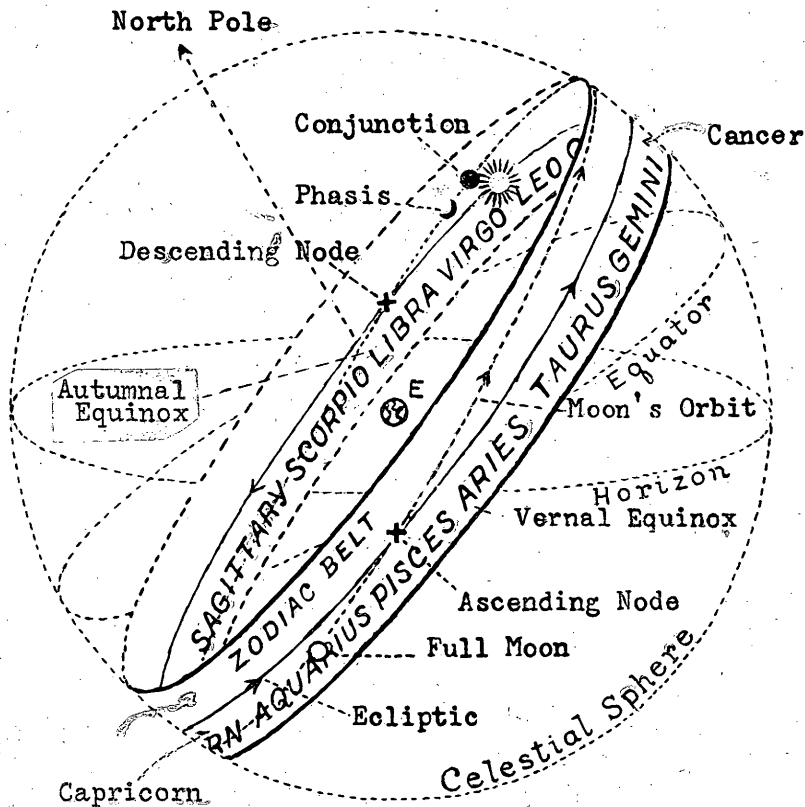 North Pole
Conjunction
Cancer
Phasis
Descending Node
SAGITTARY SCORPIO LIBRA VIRGO LEO C
RN AQUARIUS PISCES ARIES TAURUS GEMINI
Equator
Autumnal
Equinox
E
Moon's Orbit
Horizon
Vernal Equinox
ZODIAC BELT
Ascending Node
Full Moon
Ecliptic
Celestial Sphere
Capricorn